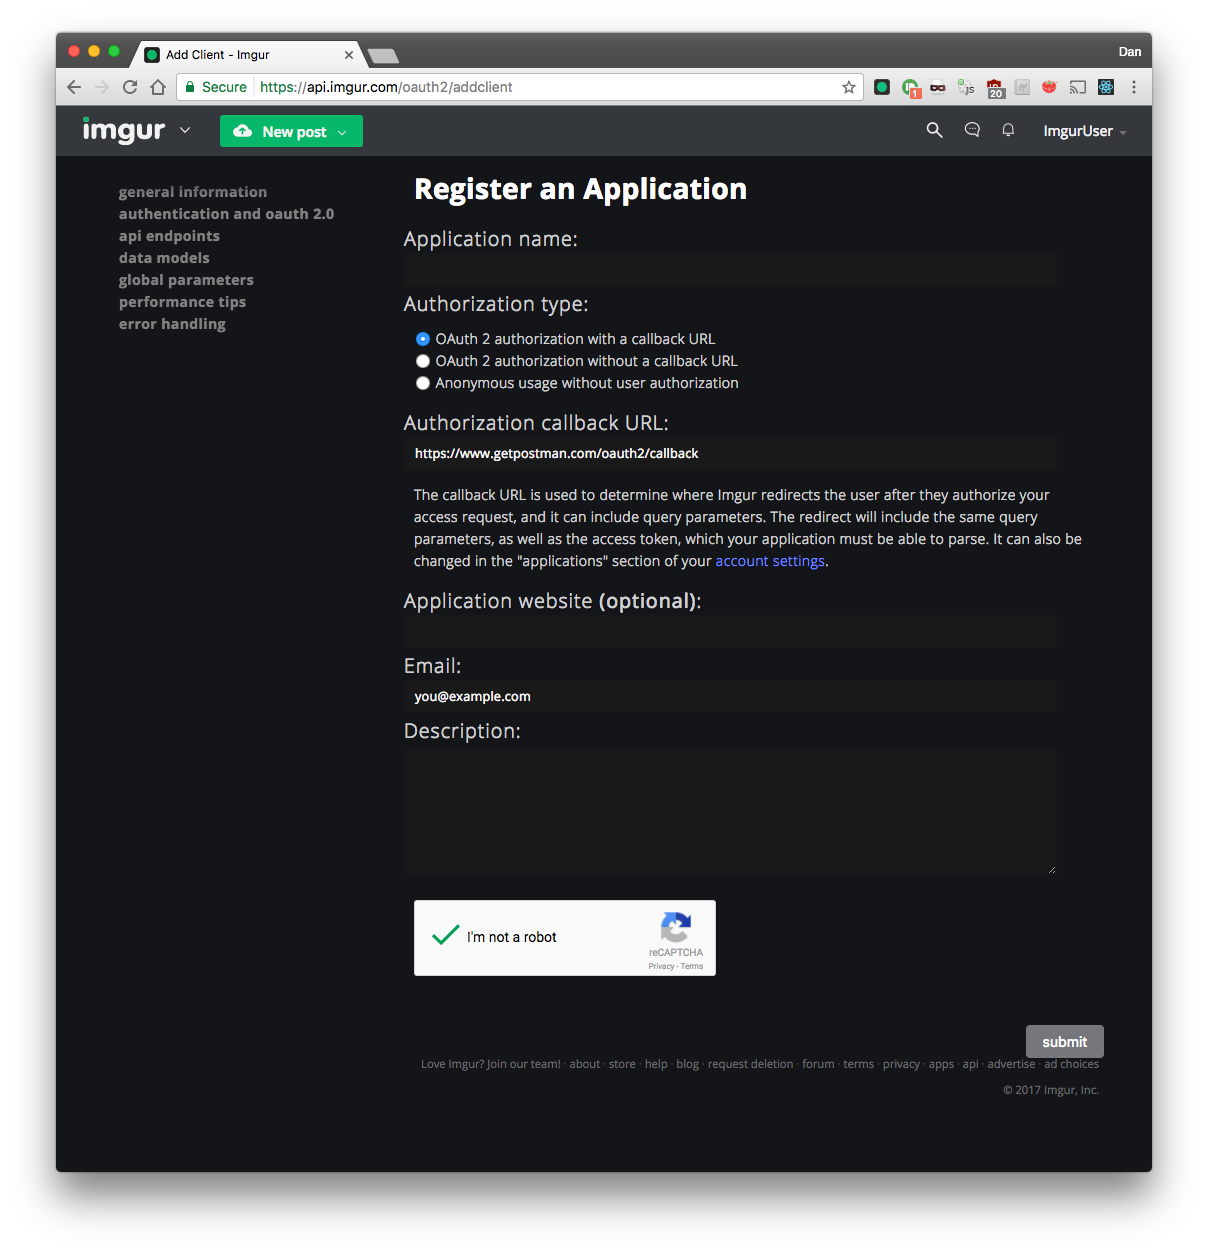 Add Client - Imgur
Dan
Secure
https://api.imgur.com/oauth2/addclient
1
js
20
imgur
New post
ImgurUser
general information
authentication and oauth 2.0
api endpoints
data models
global parameters
performance tips
error handling
Register an Application
Application name:
Authorization type:
OAuth 2 authorization with a callback URL
OAuth 2 authorization without a callback URL
Anonymous usage without user authorization
Authorization callback URL:
https://www.getpostman.com/oauth2/callback
The callback URL is used to determine where Imgur redirects the user after they authorize your
access request, and it can include query parameters. The redirect will include the same query
parameters, as well as the access token, which your application must be able to parse. It can also be
changed in the "applications" section of your account settings.
Application website (optional):
Email:
you@example.com
Description:
I'm not a robot
reCAPTCHA
Privacy - Terms
submit
Love Imgur? Join our team! · about · store · help · blog · request deletion · forum · terms · privacy · apps · api · advertise · ad choices
© 2017 Imgur, Inc.